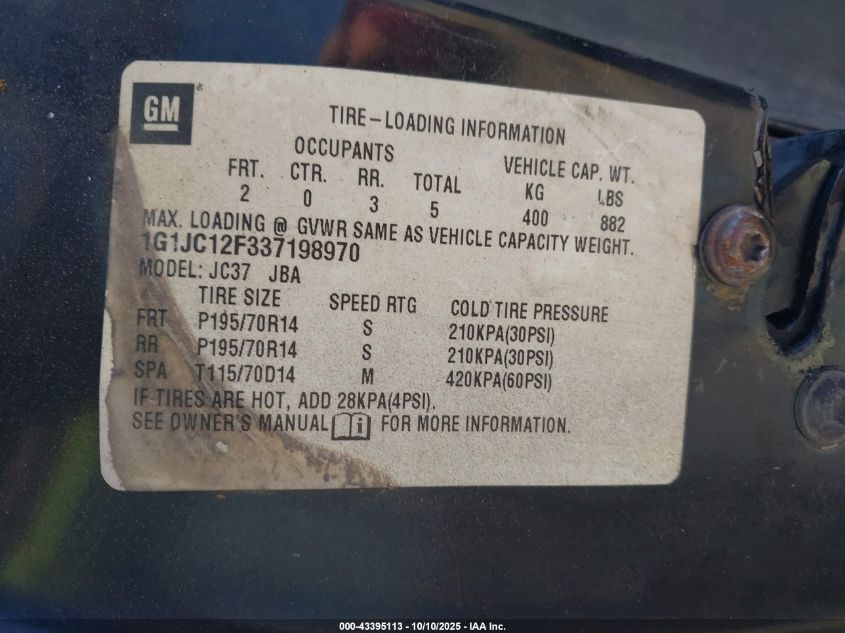 GM
TIRE-LOADING INFORMATION
OCCUPANTS VEHICLE CAP. WT.
FRT. CTR. RR. TOTAL KG LBS
2 0 3 5 400 882
MAX. LOADING @ GVWR SAME AS VEHICLE CAPACITY WEIGHT.
1G1JC12F337198970
MODEL: JC37 JBA
TIRE SIZE SPEED RTG COLD TIRE PRESSURE
FRT P195/70R14 S 210KPA(30PSI)
RR P195/70R14 S 210KPA(30PSI)
SPA T115/70D14 M 420KPA(60PSI)
IF TIRES ARE HOT, ADD 28KPA(4PSI).
SEE OWNER'S MANUAL FOR MORE INFORMATION.
000-43395113 - 10/10/2025 - IAA Inc.